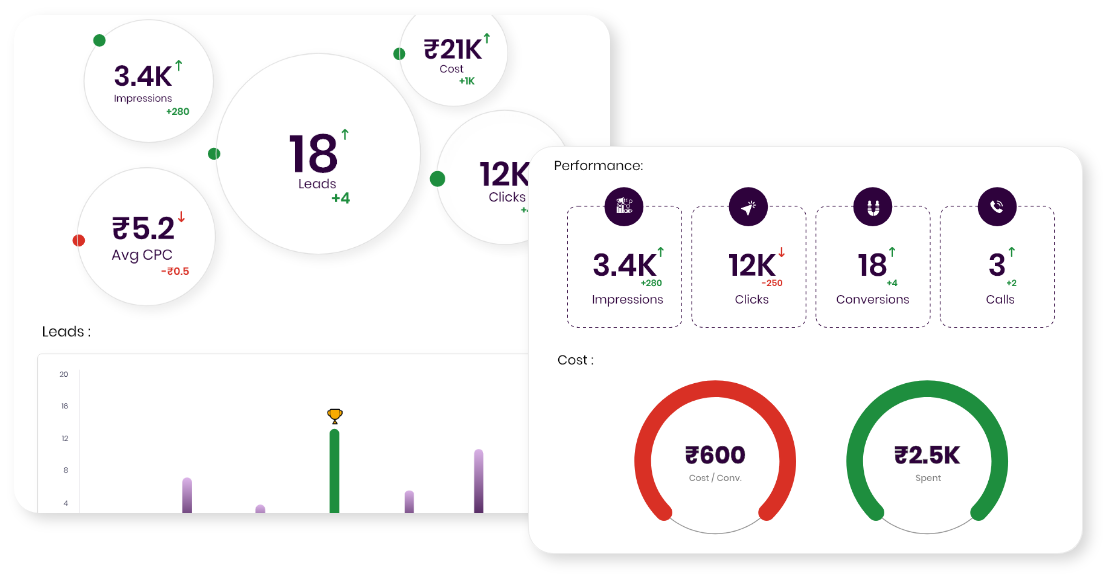 3.4K↑
Impressions
+280
18↑
Leads
+4
₹21K↑
Cost
+1K
12K
Clicks
₹5.2↓
Avg CPC
-₹0.5
Leads :
20
16
12
8
4
Performance:
3.4K↑
+280
Impressions
12K↓
-250
Clicks
18↑
+4
Conversions
3↑
+2
Calls
Cost :
₹600
Cost / Conv.
₹2.5K
Spent